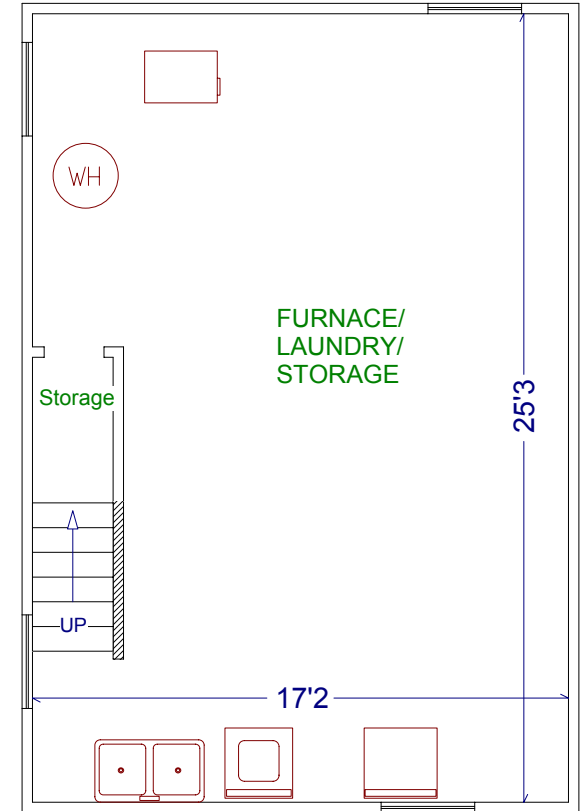 WH
FURNACE/
LAUNDRY/
STORAGE
Storage
25'3
UP
17'2